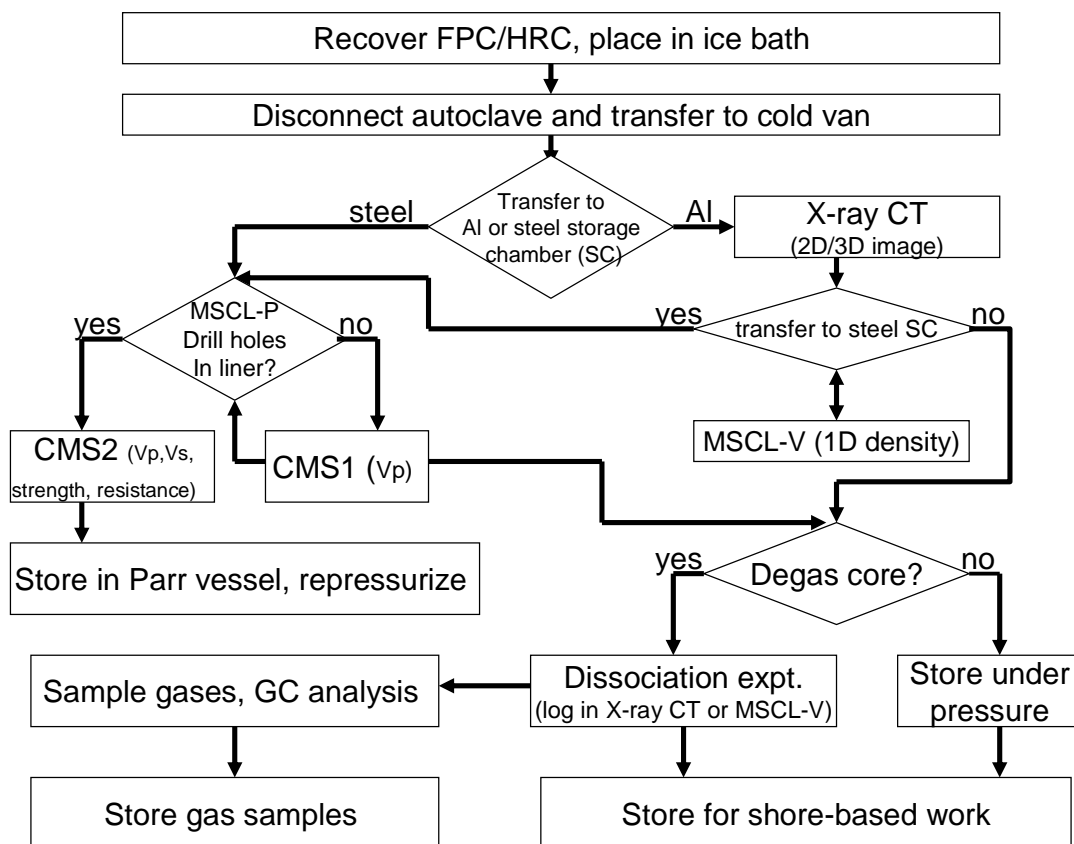 Recover FPC/HRC, place in ice bath
Disconnect autoclave and transfer to cold van
steel
Transfer to
Al or steel storage
chamber (SC)
Al
X-ray CT
(2D/3D image)
yes
MSCL-P
Drill holes
In liner?
no
yes
transfer to steel SC
no
MSCL-V (1D density)
CMS2 (Vp,Vs,
strength, resistance)
CMS1 (Vp)
Store in Parr vessel, repressurize
yes
Degas core?
no
Sample gases, GC analysis
Dissociation expt.
(log in X-ray CT or MSCL-V)
Store under
pressure
Store gas samples
Store for shore-based work